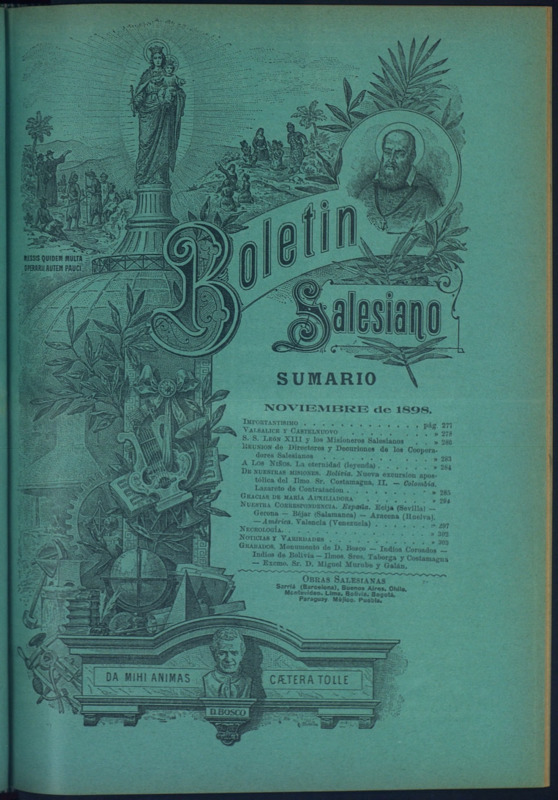 MESSIS QUIDEM MULTA
OPERARII AUTEM PAUCI
Boletin
Salesiano
SUMARIO
NOVIEMBRE de 1898.
IMPORTANTISIMO . . . . . . . . . . . . . . pág. 277
VALSALICE Y CASTELNUOVO . . . . . . . » 279
S. S. LEÓN XIII y los Misioneros Salesianos . . » 280
REUNION de Directores y Decuriones de los Coopera-
dores Salesianos . . . . . . . . . . . . » 283
A LOS NIÑOS. La eternidad (leyenda) . . . . . » 284
DE NUESTRAS MISIONES. Bolivia. Nueva excursion apos-
tólica del Ilmo. Sr. Costamagna, II. — Colombia.
Lazareto de Contratacion . . . . . . . . » 285
GRACIAS DE MARÍA AUXILIADORA . . . . . . » 294
NUESTRA CORRESPONDENCIA. España. Ecija (Sevilla) —
Gerona — Béjar (Salamanca) — Aracena (Huelva).
— América. Valencia (Venezuela) . . . . . » 297
NECROLOGÍA . . . . . . . . . . . . . . »
NOTICIAS Y VARIEDADES . . . . . . . . . »
GRABADOS. Monumento de D. Bosco — Indios Coroados —
Indios de Bolivia — Ilmos. Sres. Taborga y Costamagna
— Excmo. Sr. D. Miguel Murube y Galán.
OBRAS SALESIANAS
Sarriá (Barcelona), Buenos Aires, Chile,
Montevideo, Lima, Bolivia, Bogotá,
Paraguay, Méjico, Puebla.
DA MIHI ANIMAS CÆTERA TOLLE
D. BOSCO